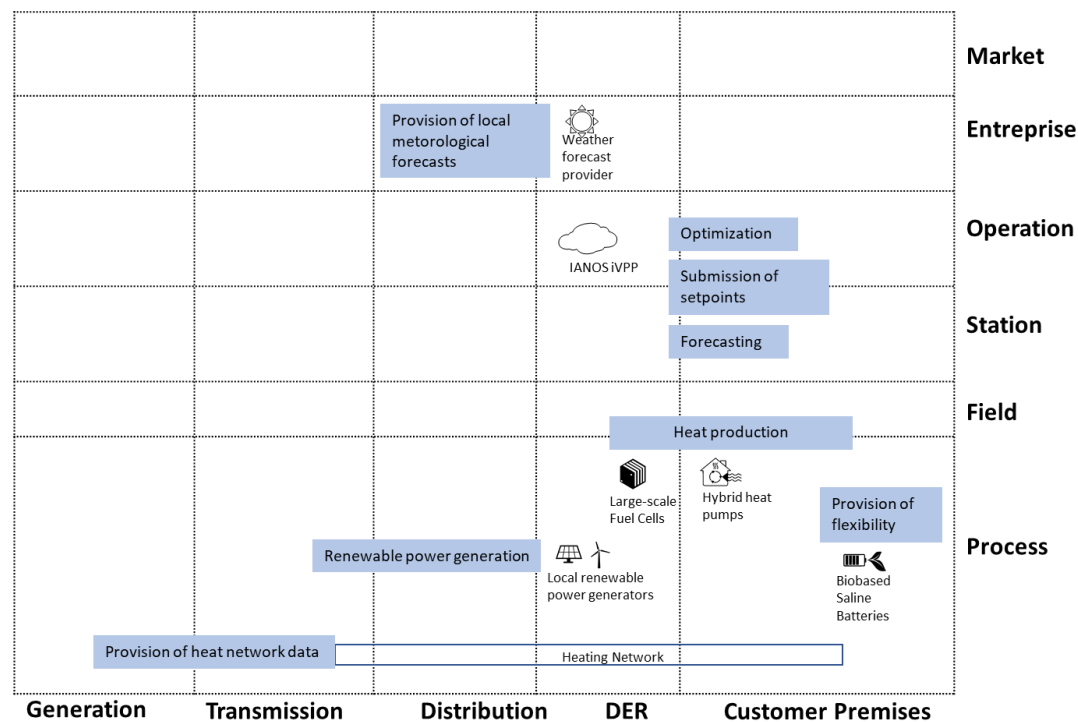 Market
Provision of local
metorological
forecasts
Weather
forecast
provider
Entreprise
Optimization
Operation
IANOS iVPP
Submission of
setpoints
Station
Forecasting
Field
Heat production
Large-scale
Fuel Cells
Hybrid heat
pumps
Provision of
flexibility
Process
Renewable power generation
Local renewable
power generators
Biobased
Saline
Batteries
Provision of heat network data
Heating Network
Generation
Transmission
Distribution
DER
Customer Premises